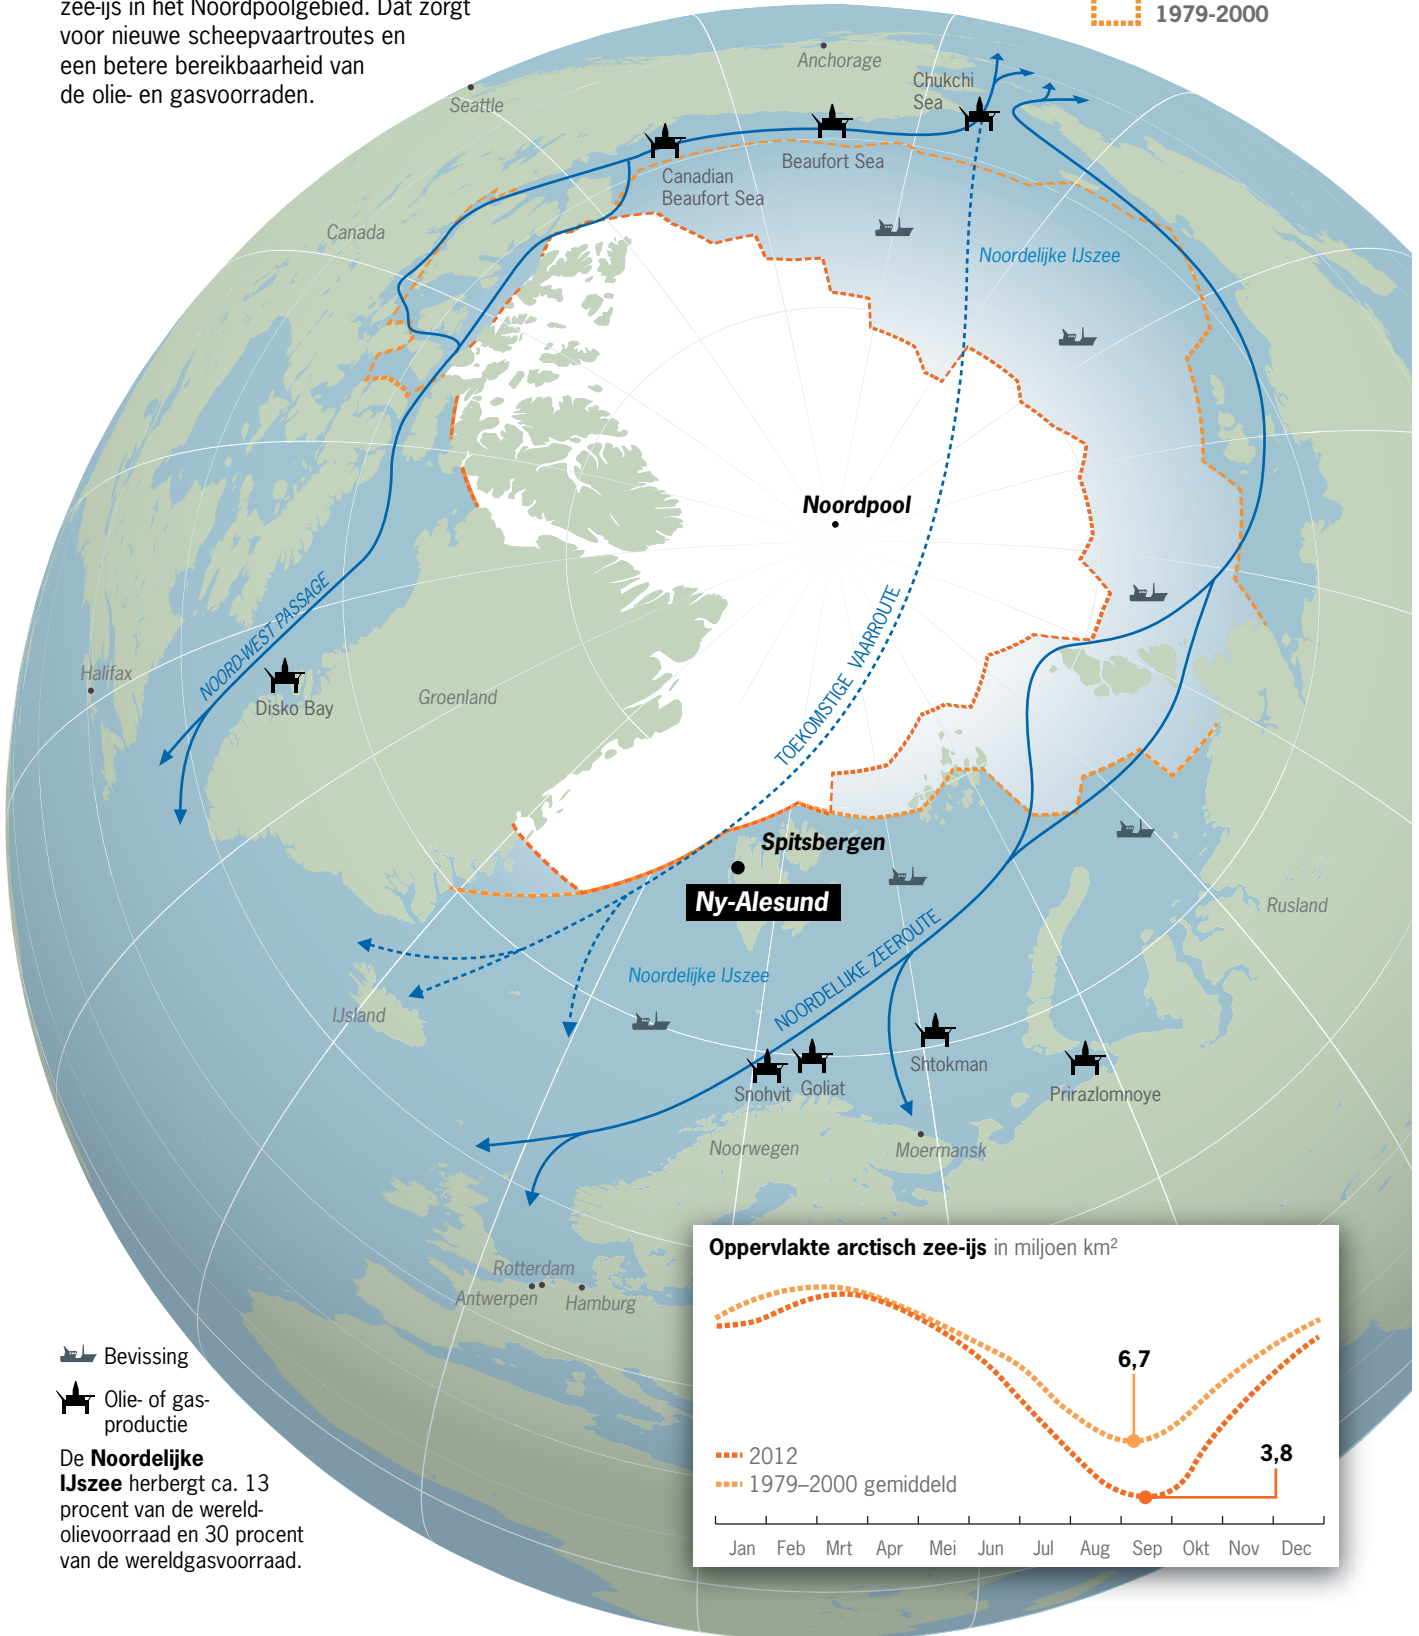 zee-ijs in het Noordpoolgebied. Dat zorgt
voor nieuwe scheepvaartroutes en
een betere bereikbaarheid van
de olie- en gasvoorraden.
1979-2000
Anchorage
Seattle
Chukchi
Sea
Beaufort Sea
Canadian
Beaufort Sea
Canada
Noordelijke IJszee
Noordpool
NOORD-WEST PASSAGE
TOEKOMSTIGE VAARROUTE
Halifax
Disko Bay
Groenland
Spitsbergen
Ny-Alesund
Rusland
Noordelijke IJszee
NOORDELIJKE ZEEROUTE
IJsland
Shtokman
Snohvit
Goliat
Prirazlomnoye
Noorwegen
Moermansk
Rotterdam
Antwerpen
Hamburg
Bevissing
Olie- of gas-
productie
De Noordelijke
IJszee herbergt ca. 13
procent van de wereld-
olievoorraad en 30 procent
van de wereldgasvoorraad.
Oppervlakte arctisch zee-ijs in miljoen km²
6,7
3,8
2012
1979–2000 gemiddeld
Jan Feb Mrt Apr Mei Jun Jul Aug Sep Okt Nov Dec